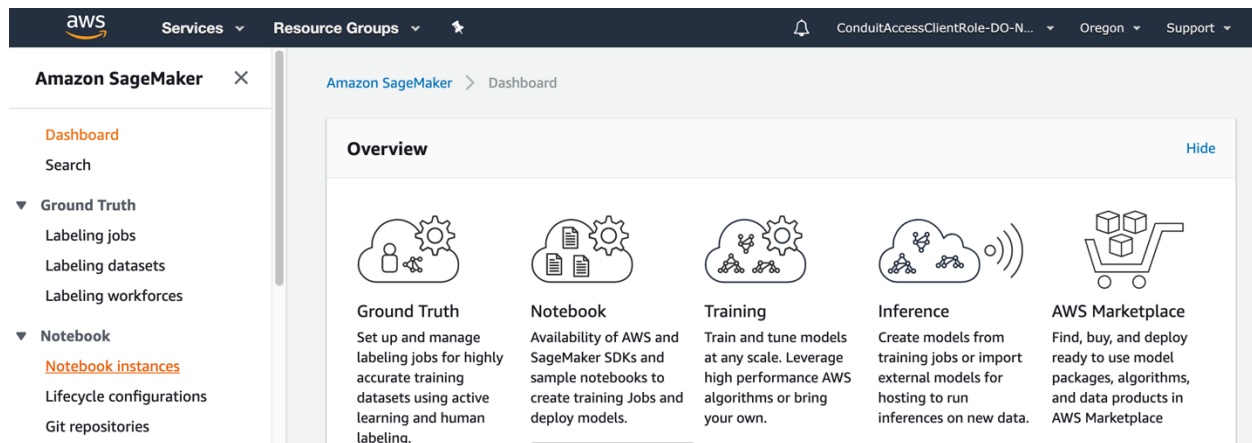 aws Services Resource Groups ConduitAccessClientRole-DO-N... Oregon Support
Amazon SageMaker
Dashboard
Search
Ground Truth
Labeling jobs
Labeling datasets
Labeling workforces
Notebook
Notebook instances
Lifecycle configurations
Git repositories
Amazon SageMaker > Dashboard
Overview Hide
Ground Truth
Set up and manage
labeling jobs for highly
accurate training
datasets using active
learning and human
labeling.
Notebook
Availability of AWS and
SageMaker SDKs and
sample notebooks to
create training Jobs and
deploy models.
Training
Train and tune models
at any scale. Leverage
high performance AWS
algorithms or bring
your own.
Inference
Create models from
training jobs or import
external models for
hosting to run
inferences on new data.
AWS Marketplace
Find, buy, and deploy
ready to use model
packages, algorithms,
and data products in
AWS Marketplace